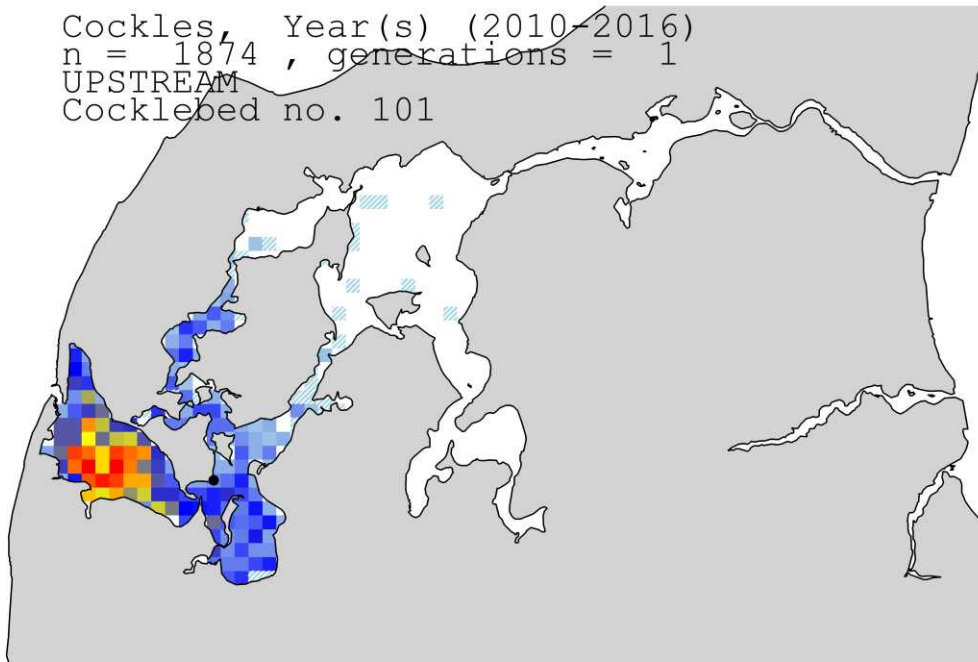 Cockles,  Year(s) (2010-2016)
n =  1874 , generations =  1
UPSTREAM
Cocklebed no. 101